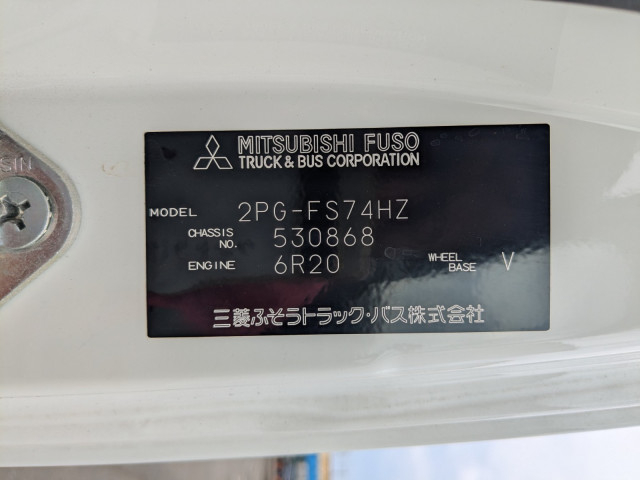 MITSUBISHI FUSO
TRUCK & BUS CORPORATION
MODEL 2PG-FS74HZ
CHASSIS NO. 530868
ENGINE 6R20 WHEEL BASE V
三菱ふそうトラック・バス株式会社
SIN